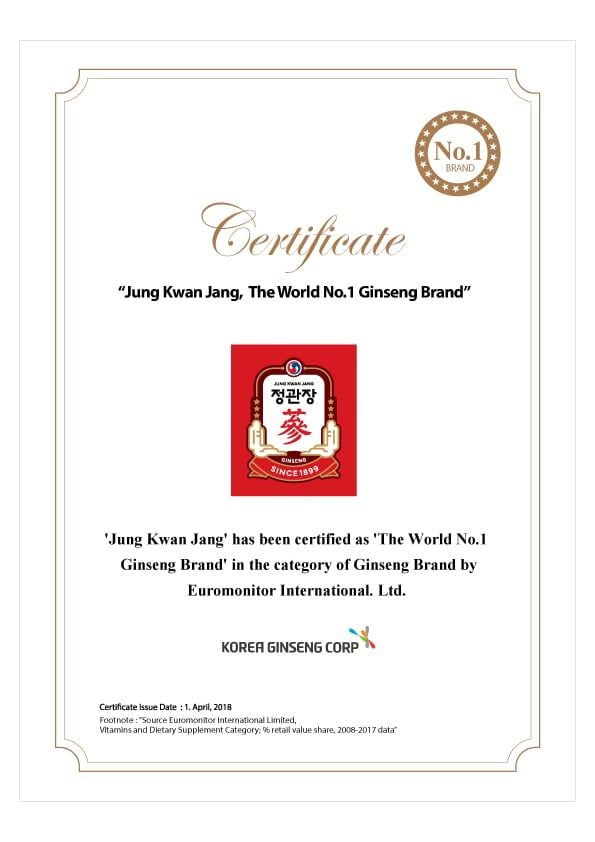 No.1
BRAND
Certificate
“Jung Kwan Jang, The World No.1 Ginseng Brand”
JUNG KWAN JANG
정관장
蔘
GINSENG
SINCE 1899
'Jung Kwan Jang' has been certified as 'The World No.1
Ginseng Brand' in the category of Ginseng Brand by
Euromonitor International. Ltd.
KOREA GINSENG CORP
Certificate Issue Date : 1. April, 2018
Footnote : “Source Euromonitor International Limited,
Vitamins and Dietary Supplement Category; % retail value share, 2008-2017 data”